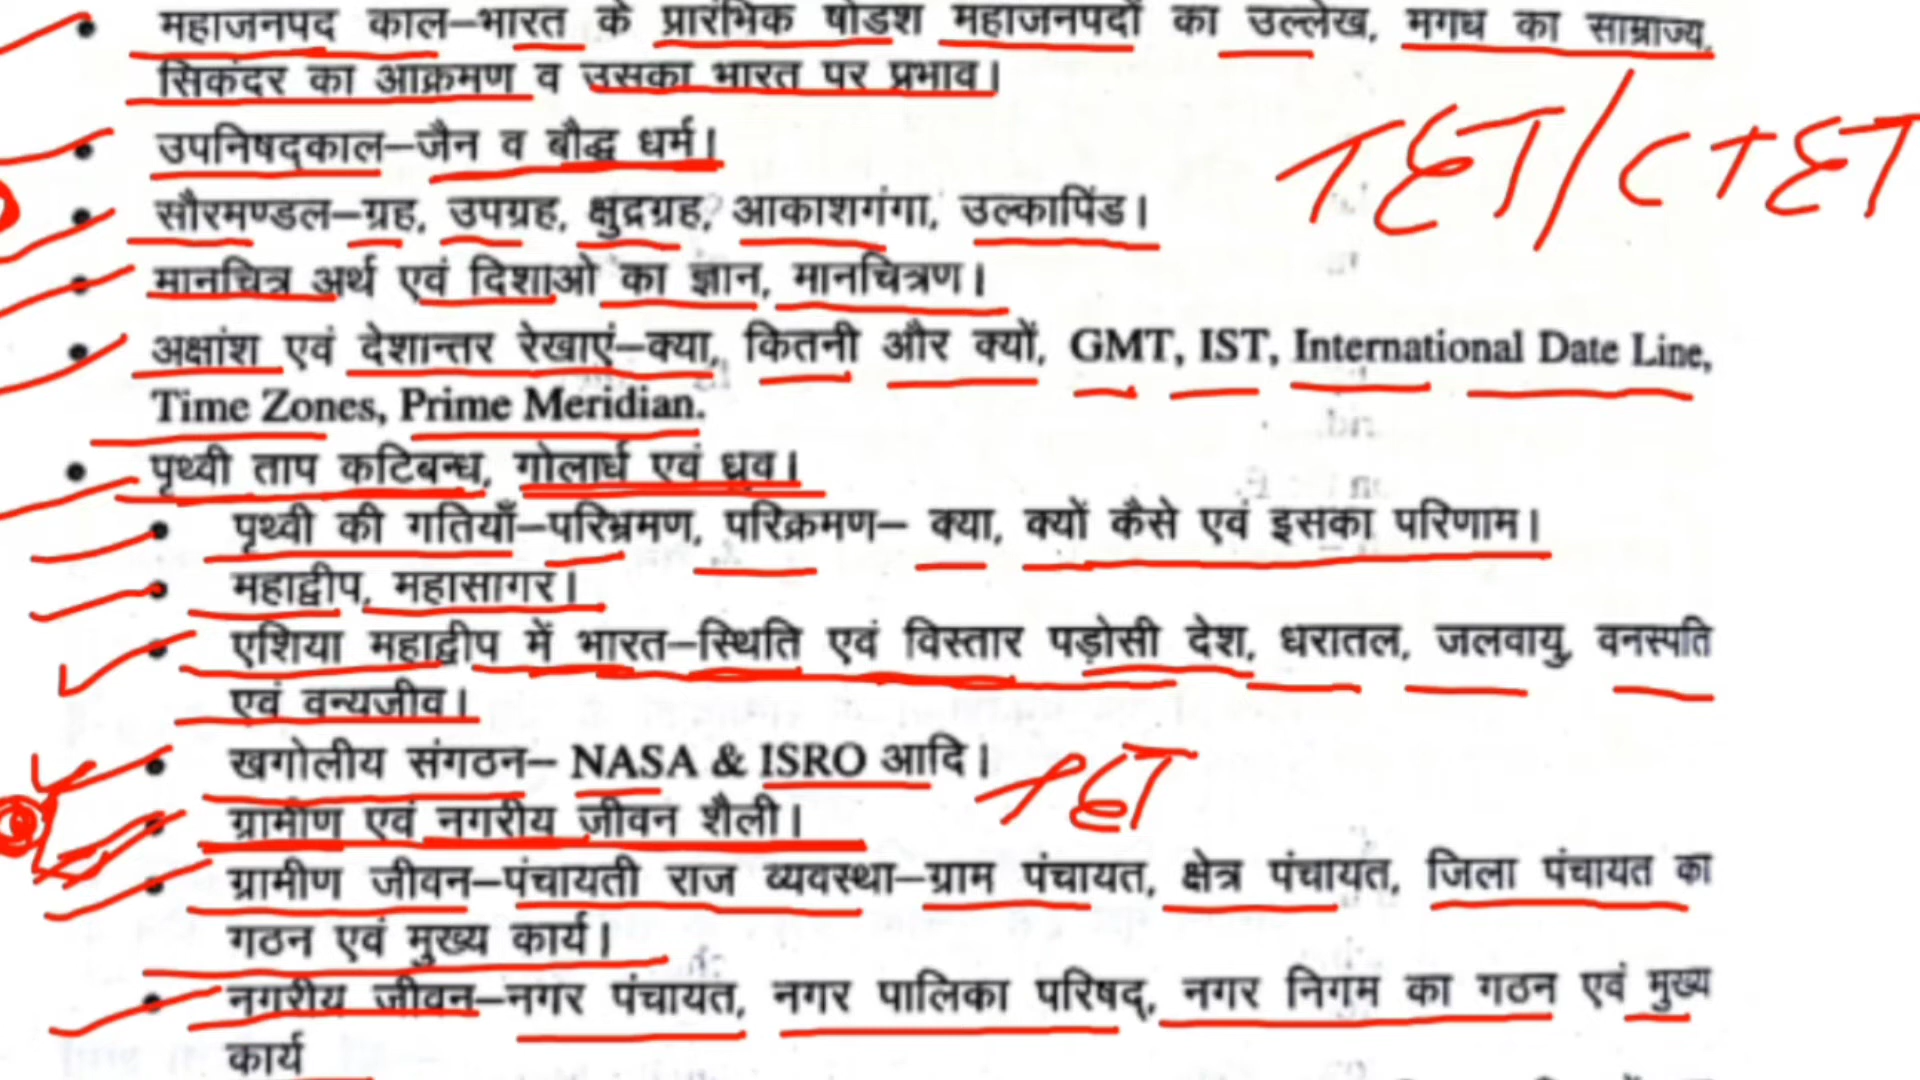 महाजनपद काल–भारत के प्रारंभिक षोडश महाजनपदों का उल्लेख, मगध का साम्राज्य,
सिकंदर का आक्रमण व उसका भारत पर प्रभाव।
TET/CTET
उपनिषद्काल–जैन व बौद्ध धर्म।
सौरमण्डल–ग्रह, उपग्रह, क्षुद्रग्रह, आकाशगंगा, उल्कापिंड।
मानचित्र अर्थ एवं दिशाओ का ज्ञान, मानचित्रण।
अक्षांश एवं देशान्तर रेखाएं–क्या, कितनी और क्यों, GMT, IST, International Date Line,
Time Zones, Prime Meridian.
पृथ्वी ताप कटिबन्ध, गोलार्ध एवं ध्रुव।
पृथ्वी की गतियाँ–परिभ्रमण, परिक्रमण– क्या, क्यों कैसे एवं इसका परिणाम।
महाद्वीप, महासागर।
एशिया महाद्वीप में भारत–स्थिति एवं विस्तार पड़ोसी देश, धरातल, जलवायु, वनस्पति
एवं वन्यजीव।
खगोलीय संगठन– NASA & ISRO आदि।
TET
ग्रामीण एवं नगरीय जीवन शैली।
ग्रामीण जीवन–पंचायती राज व्यवस्था–ग्राम पंचायत, क्षेत्र पंचायत, जिला पंचायत का
गठन एवं मुख्य कार्य।
नगरीय जीवन–नगर पंचायत, नगर पालिका परिषद्, नगर निगम का गठन एवं मुख्य
कार्य